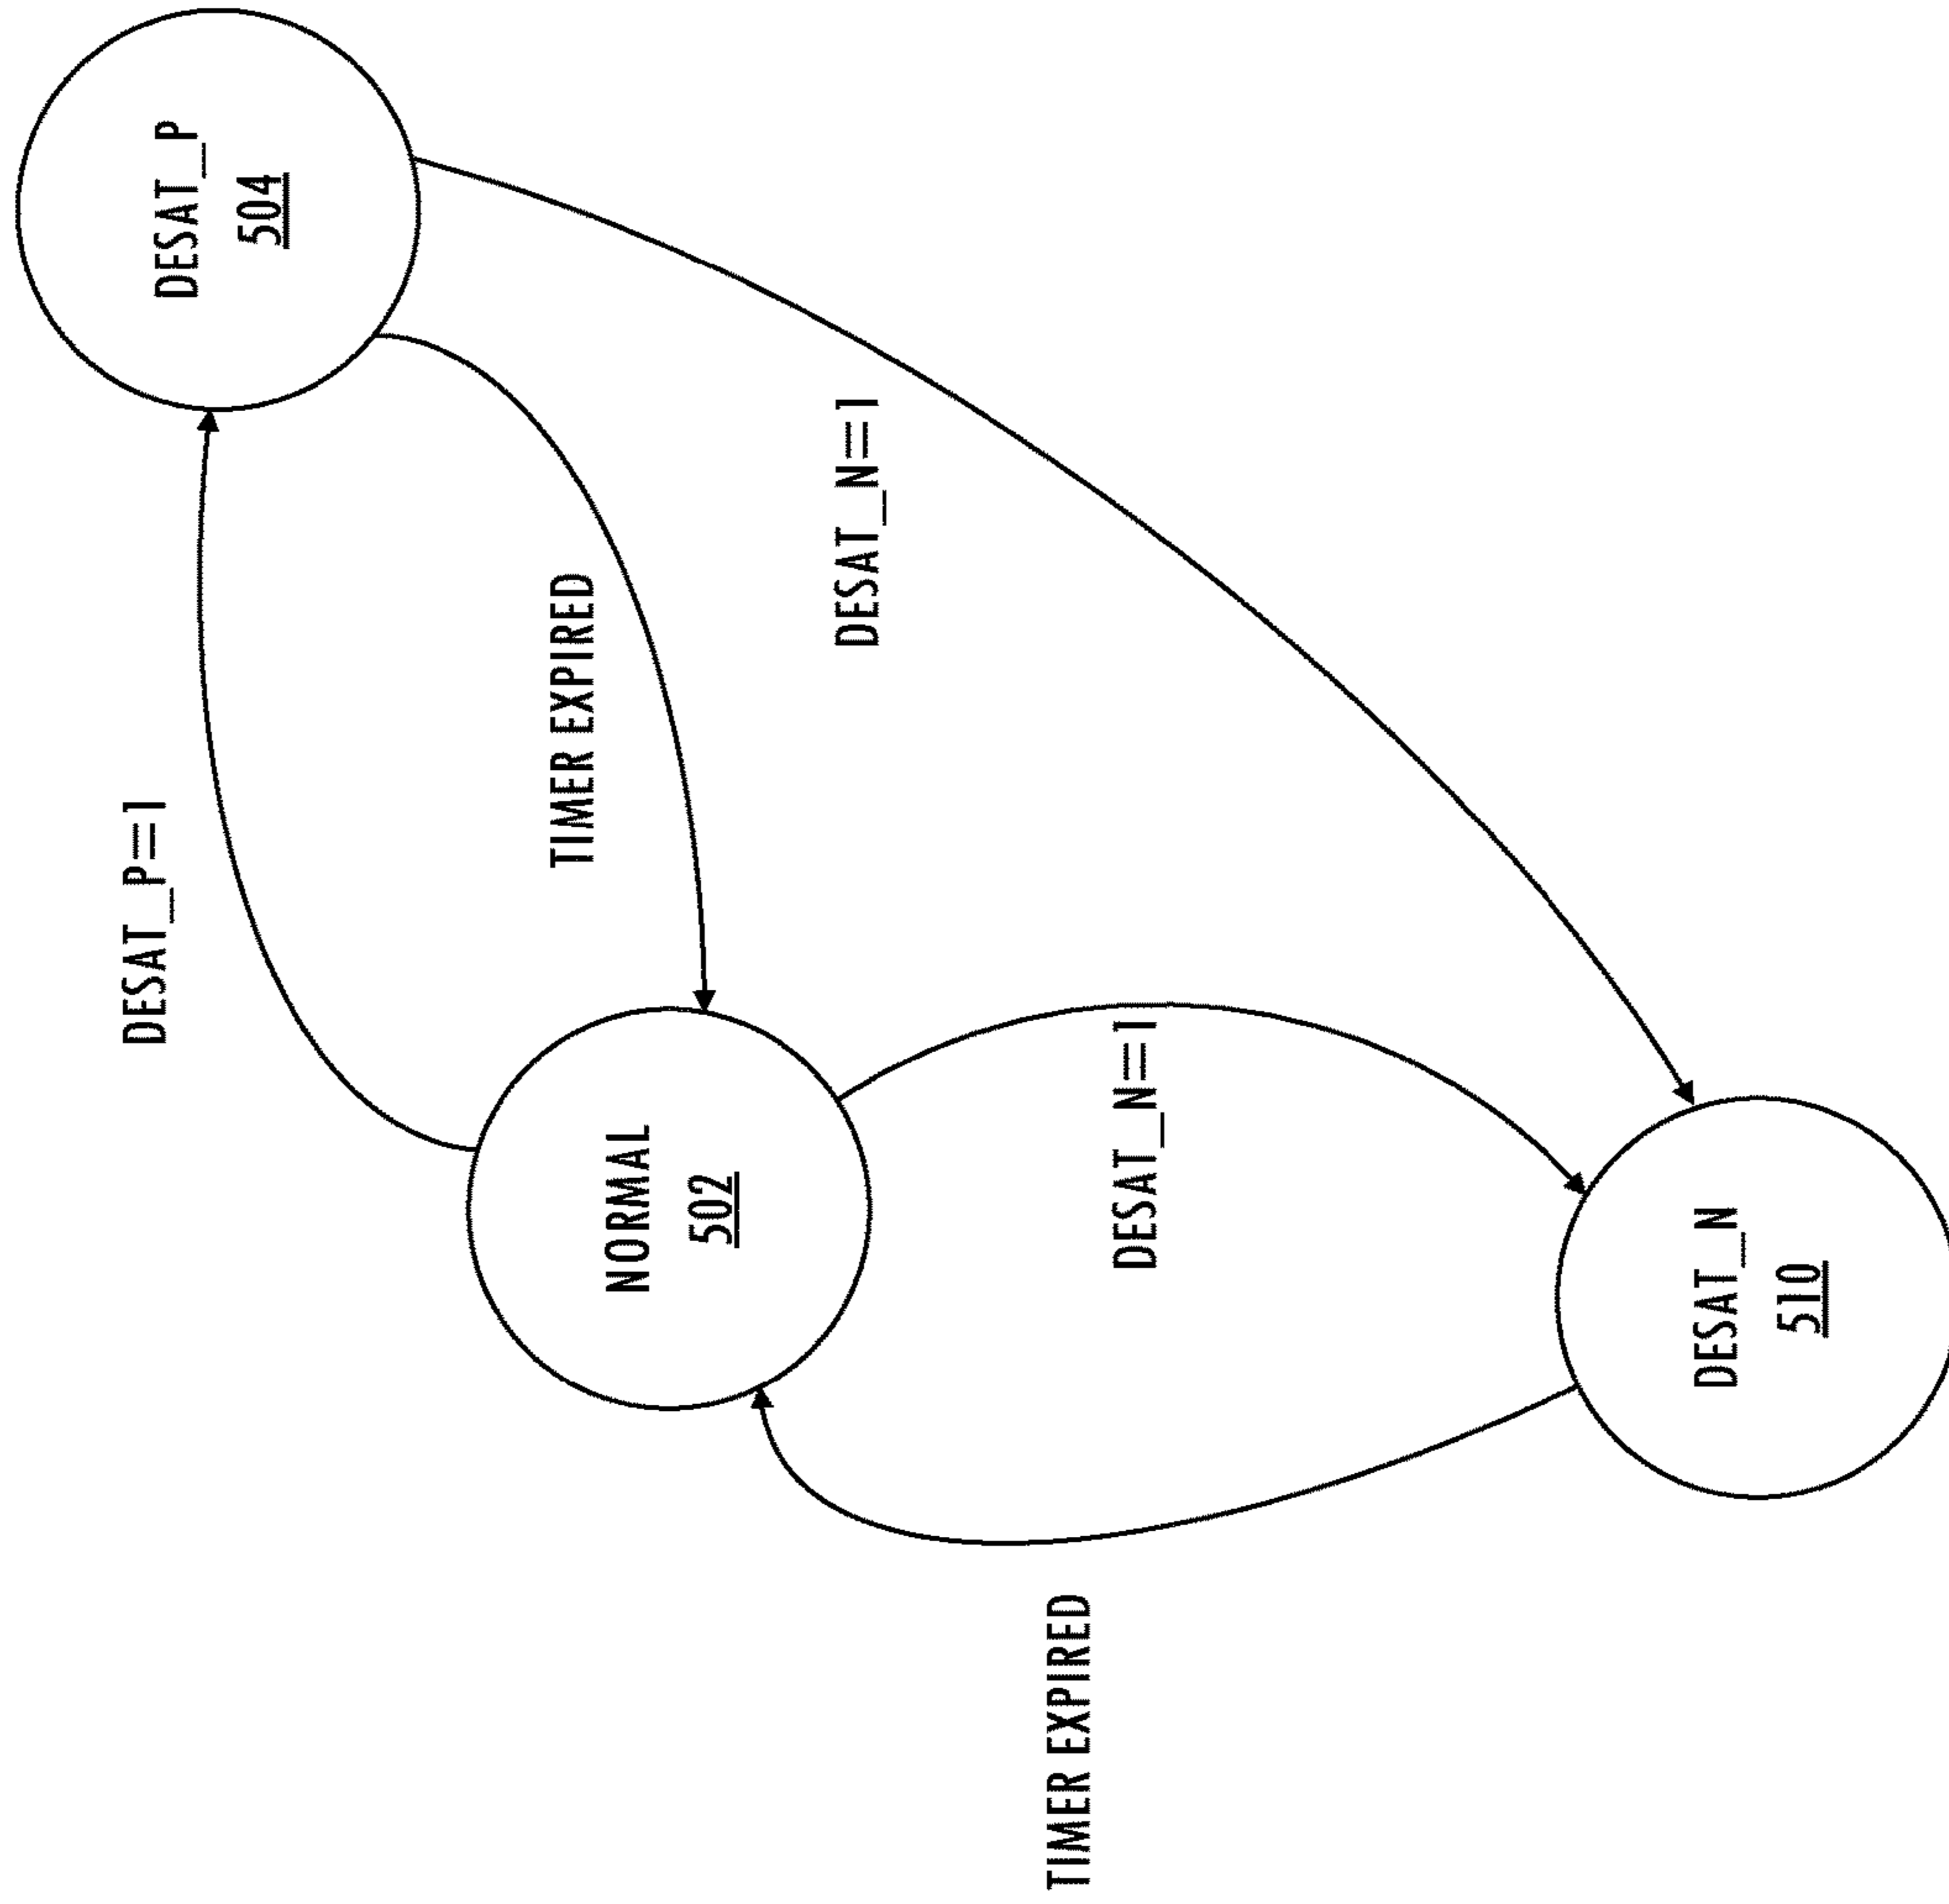 DESAT_P==1
DESAT_P
504
TIMER EXPIRED
NORMAL
502
DESAT_N==1
DESAT_N==1
TIMER EXPIRED
DESAT_N
510